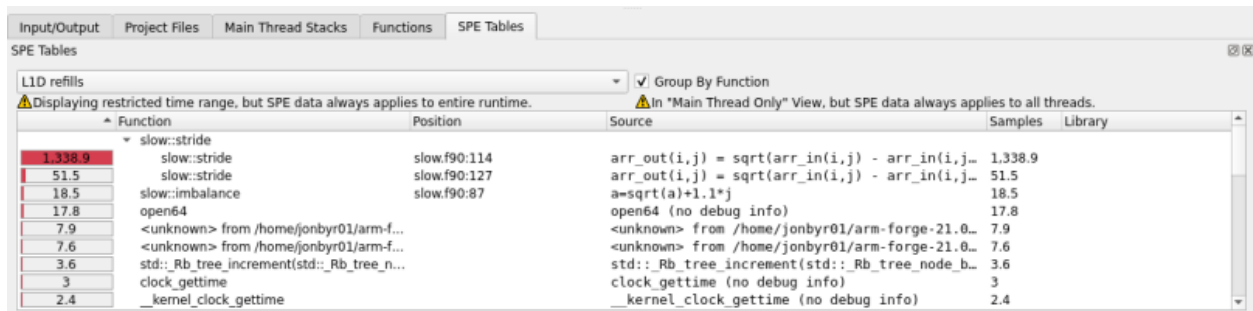 Input/Output Project Files Main Thread Stacks Functions SPE Tables
SPE Tables
L1D refills Group By Function
Displaying restricted time range, but SPE data always applies to entire runtime. In "Main Thread Only" View, but SPE data always applies to all threads.
Function Position Source Samples Library
slow::stride
1,338.9 slow::stride slow.f90:114 arr_out(i,j) = sqrt(arr_in(i,j) - arr_in(i,j… 1,338.9
51.5 slow::stride slow.f90:127 arr_out(i,j) = sqrt(arr_in(i,j) - arr_in(i,j… 51.5
18.5 slow::imbalance slow.f90:87 a=sqrt(a)+1.1*j 18.5
17.8 open64 open64 (no debug info) 17.8
7.9 <unknown> from /home/jonbyr01/arm-f... <unknown> from /home/jonbyr01/arm-forge-21.0… 7.9
7.6 <unknown> from /home/jonbyr01/arm-f... <unknown> from /home/jonbyr01/arm-forge-21.0… 7.6
3.6 std::_Rb_tree_increment(std::_Rb_tree_n... std::_Rb_tree_increment(std::_Rb_tree_node_b… 3.6
3 clock_gettime clock_gettime (no debug info) 3
2.4 __kernel_clock_gettime __kernel_clock_gettime (no debug info) 2.4